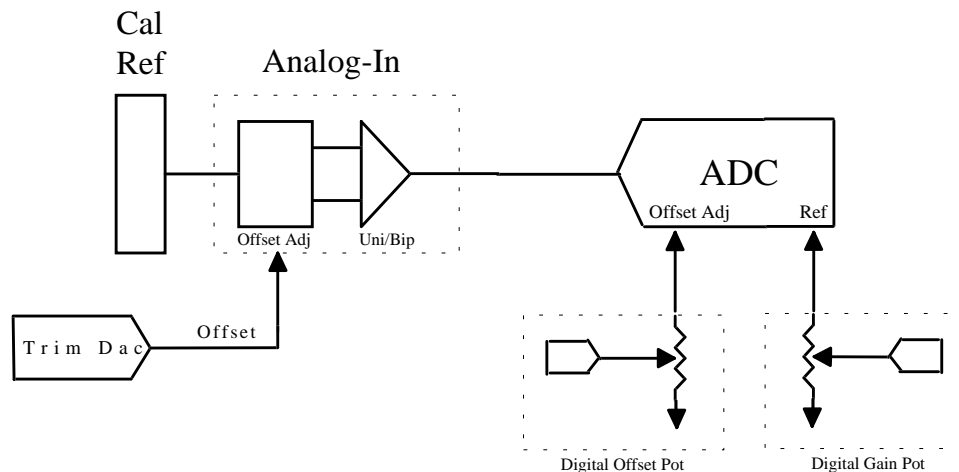 Cal
Ref
Analog-In
ADC
Offset Adj Ref
Offset Adj Uni/Bip
Offset
Trim Dac
Digital Offset Pot Digital Gain Pot